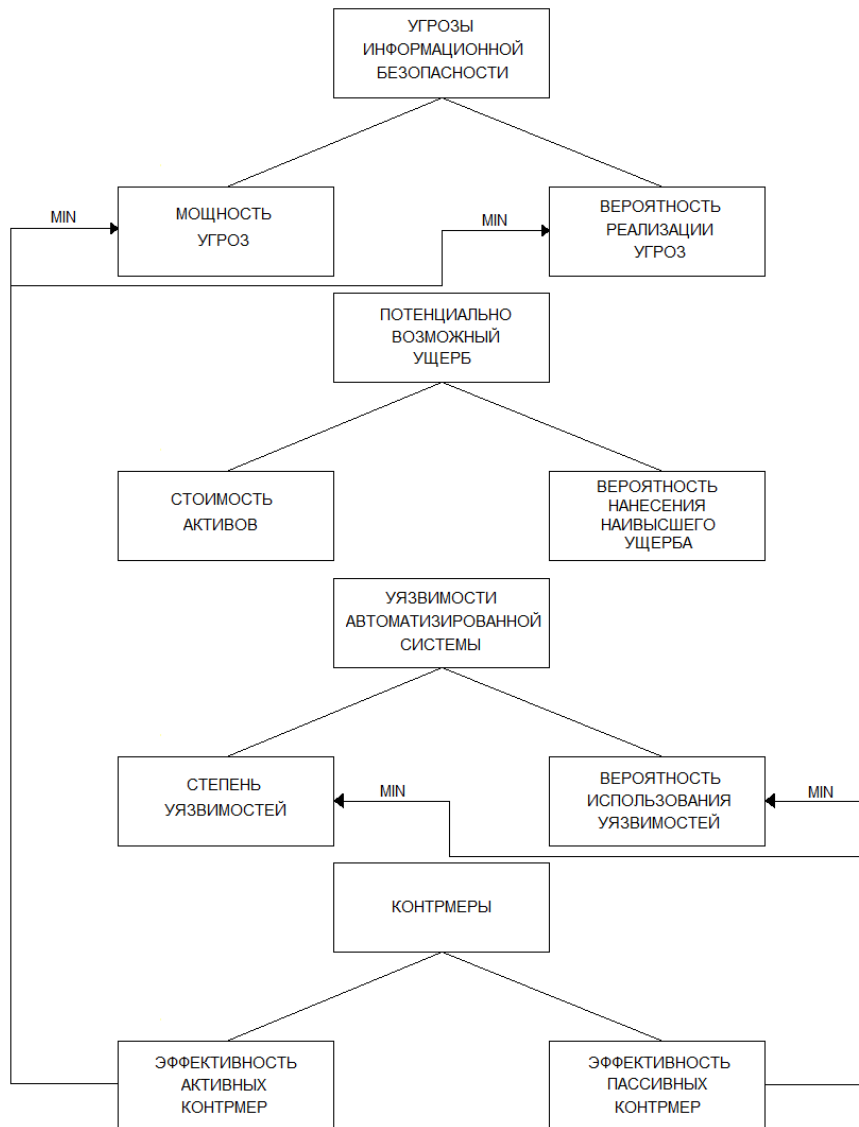 УГРОЗЫ
ИНФОРМАЦИОННОЙ
БЕЗОПАСНОСТИ
MIN
МОЩНОСТЬ
УГРОЗ
MIN
ВЕРОЯТНОСТЬ
РЕАЛИЗАЦИИ
УГРОЗ
ПОТЕНЦИАЛЬНО
ВОЗМОЖНЫЙ
УЩЕРБ
СТОИМОСТЬ
АКТИВОВ
ВЕРОЯТНОСТЬ
НАНЕСЕНИЯ
НАИВЫСШЕГО
УЩЕРБА
УЯЗВИМОСТИ
АВТОМАТИЗИРОВАННОЙ
СИСТЕМЫ
СТЕПЕНЬ
УЯЗВИМОСТЕЙ
MIN
ВЕРОЯТНОСТЬ
ИСПОЛЬЗОВАНИЯ
УЯЗВИМОСТЕЙ
MIN
КОНТРМЕРЫ
ЭФФЕКТИВНОСТЬ
АКТИВНЫХ
КОНТРМЕР
ЭФФЕКТИВНОСТЬ
ПАССИВНЫХ
КОНТРМЕР